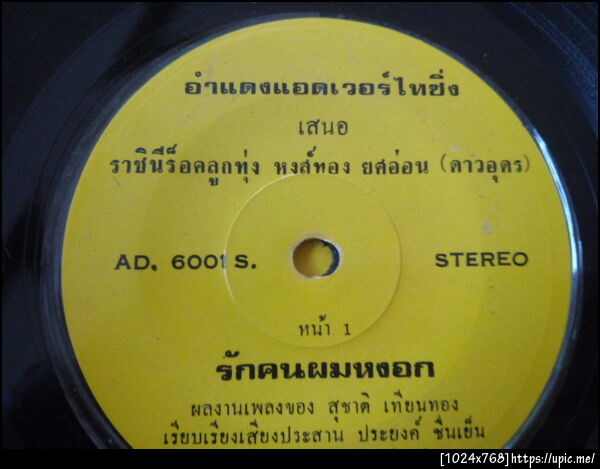 อำแดงแอดเวอร์ไทซิ่ง
เสนอ
ราชินีร็อคลูกทุ่ง หงส์ทอง ยศอ่อน (ดาวอุดร)
AD. 6001 S. STEREO
หน้า 1
รักคนผมหงอก
ผลงานเพลงของ สุชาติ เทียนทอง
เรียบเรียงเสียงประสาน ประยงค์ ชื่นเย็น
[1024x768]https://upic.me/